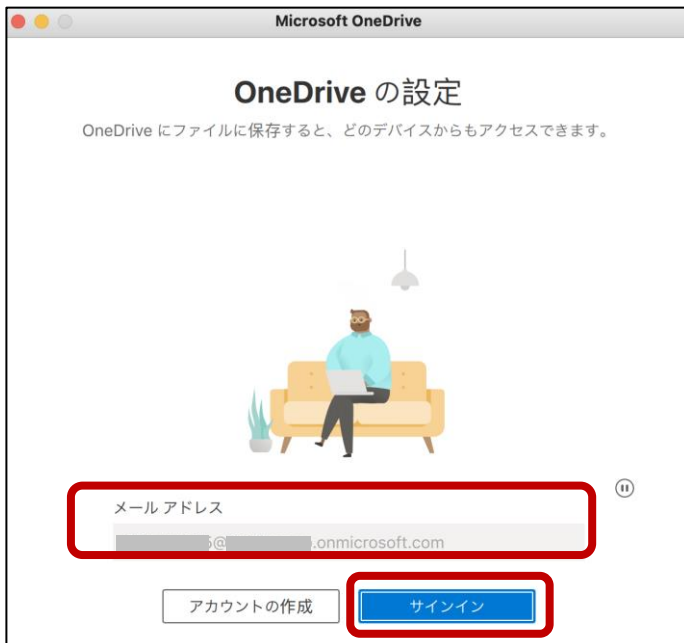 Microsoft OneDrive
OneDrive の設定
OneDrive にファイルに保存すると、どのデバイスからもアクセスできます。
メール アドレス
@ .onmicrosoft.com
アカウントの作成
サインイン